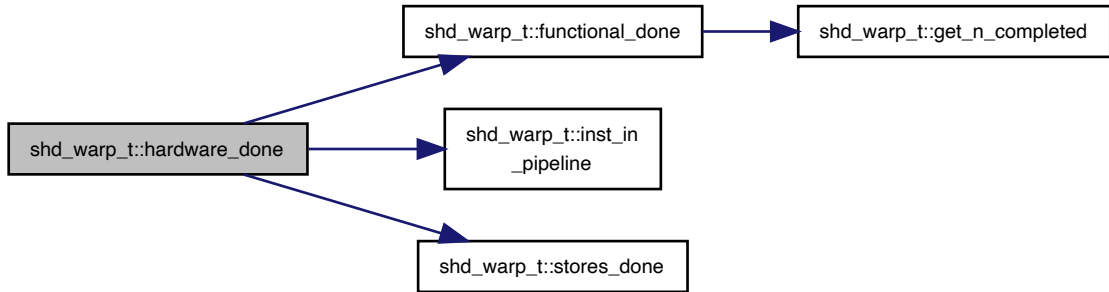 shd_warp_t::functional_done
shd_warp_t::get_n_completed
shd_warp_t::hardware_done
shd_warp_t::inst_in
_pipeline
shd_warp_t::stores_done